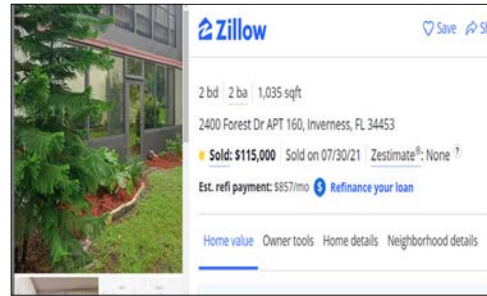 Zillow
Save
2 bd 2 ba 1,035 sqft
2400 Forest Dr APT 160, Inverness, FL 34453
Sold: $115,000 Sold on 07/30/21 Zestimate®: None ?
Est. refi payment: $857/mo $ Refinance your loan
Home value Owner tools Home details Neighborhood details